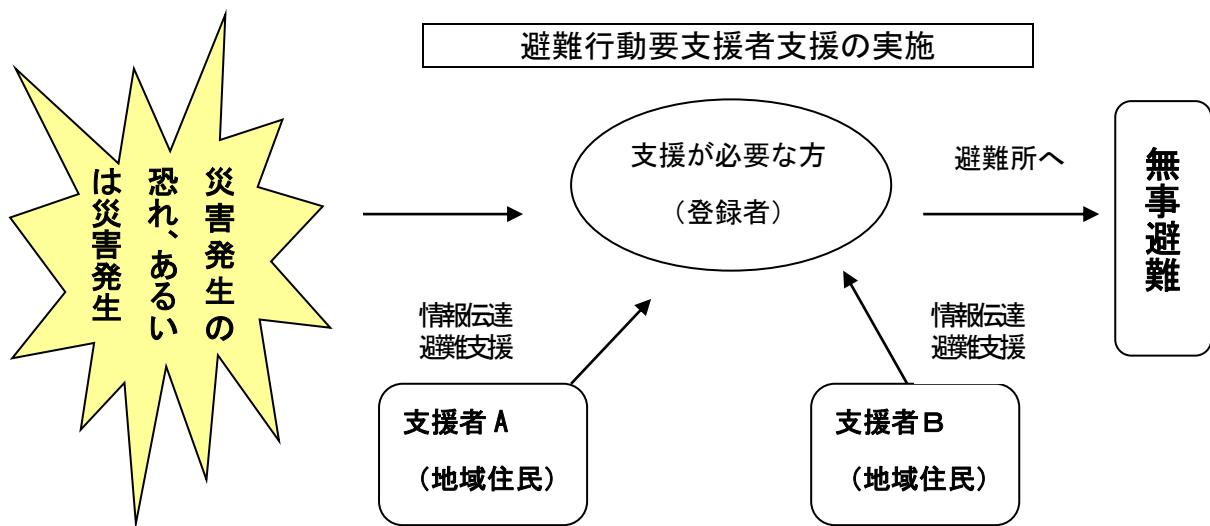 避難行動要支援者支援の実施
災害発生の
恐れ、あるい
は災害発生
支援が必要な方
（登録者）
避難所へ
無事避難
情報伝達
避難支援
情報伝達
避難支援
支援者A
（地域住民）
支援者B
（地域住民）